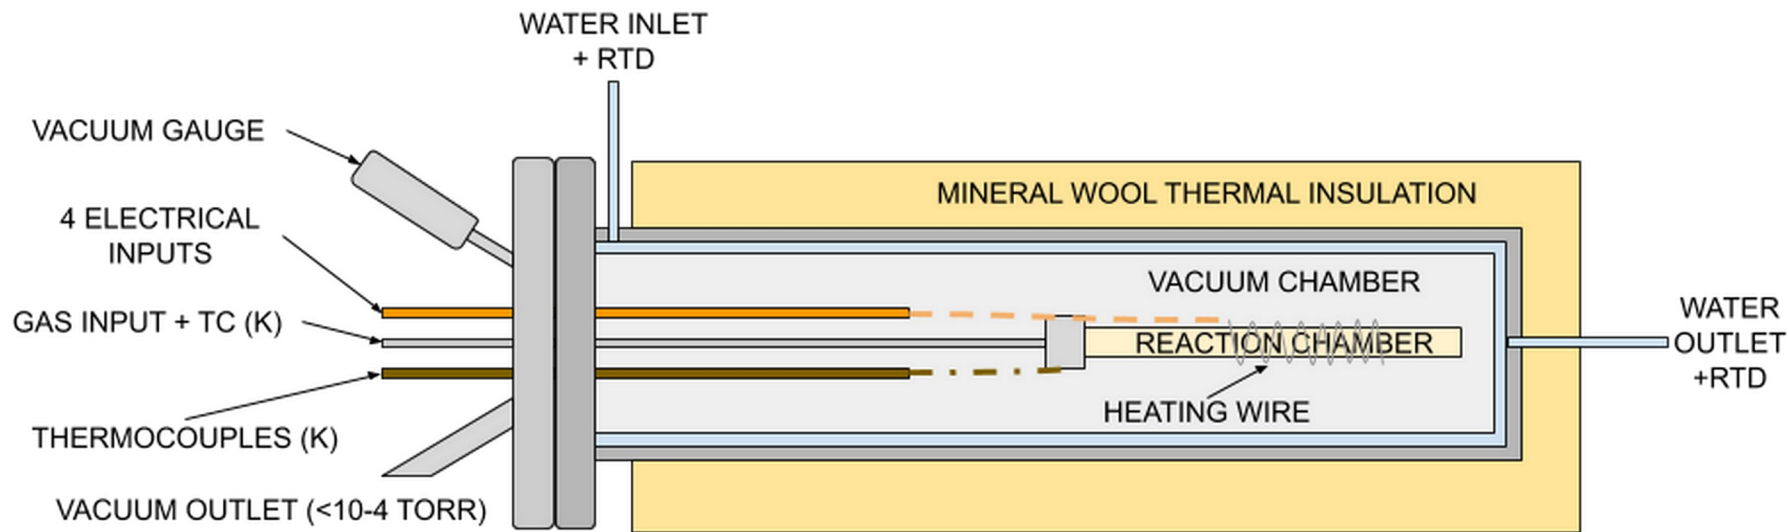 WATER INLET
+ RTD
VACUUM GAUGE
4 ELECTRICAL
INPUTS
GAS INPUT + TC (K)
THERMOCOUPLES (K)
VACUUM OUTLET (<10-4 TORR)
MINERAL WOOL THERMAL INSULATION
VACUUM CHAMBER
REACTION CHAMBER
HEATING WIRE
WATER
OUTLET
+RTD